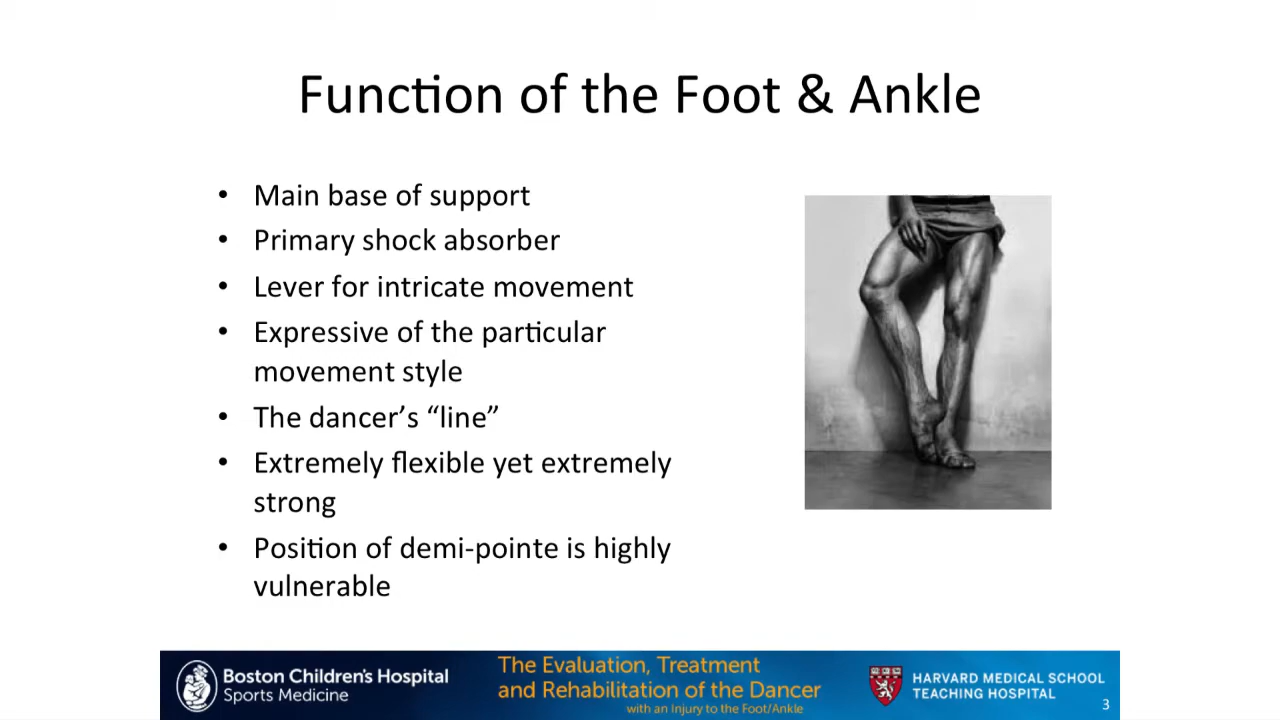 Function of the Foot & Ankle
• Main base of support
• Primary shock absorber
• Lever for intricate movement
• Expressive of the particular
movement style
• The dancer’s “line”
• Extremely flexible yet extremely
strong
• Position of demi-pointe is highly
vulnerable
Boston Children's Hospital
Sports Medicine
The Evaluation, Treatment
and Rehabilitation of the Dancer
with an Injury to the Foot/Ankle
HARVARD MEDICAL SCHOOL
TEACHING HOSPITAL
3